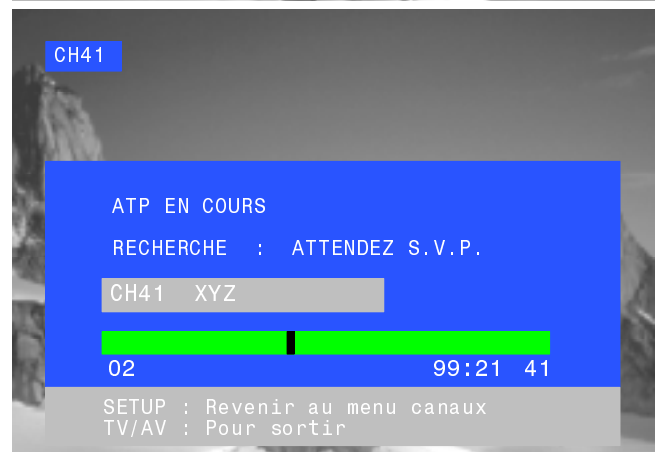 CH41
ATP EN COURS
RECHERCHE : ATTENDEZ S.V.P.
CH41 XYZ
02 99:21 41
SETUP : Revenir au menu canaux
TV/AV : Pour sortir